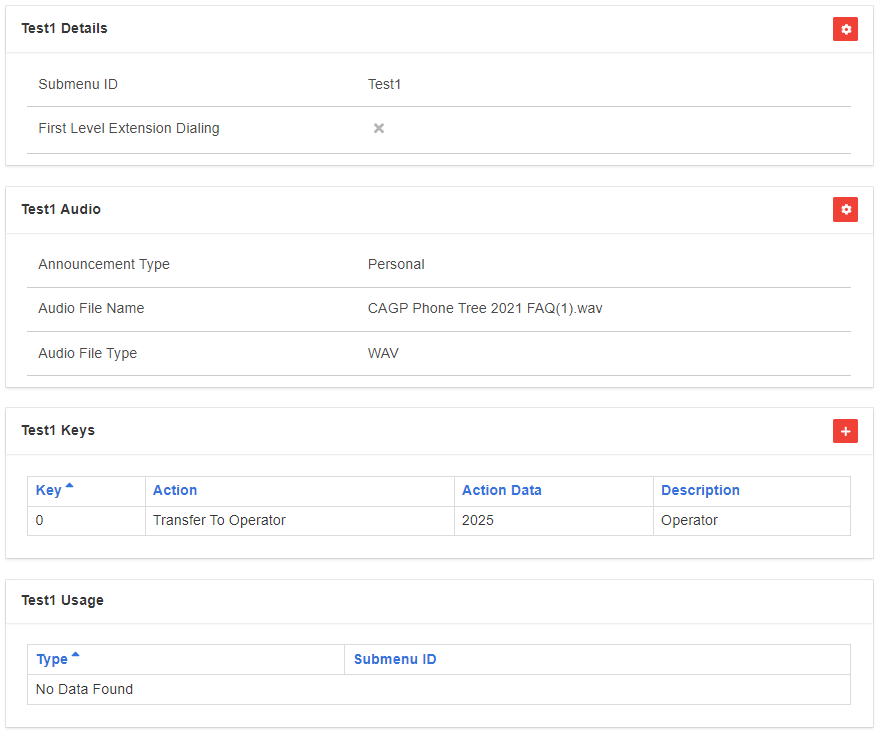 Test1 Details
Submenu ID Test1
First Level Extension Dialing
Test1 Audio
Announcement Type Personal
Audio File Name CAGP Phone Tree 2021 FAQ(1).wav
Audio File Type WAV
Test1 Keys
Key Action Action Data Description
0 Transfer To Operator 2025 Operator
Test1 Usage
Type Submenu ID
No Data Found